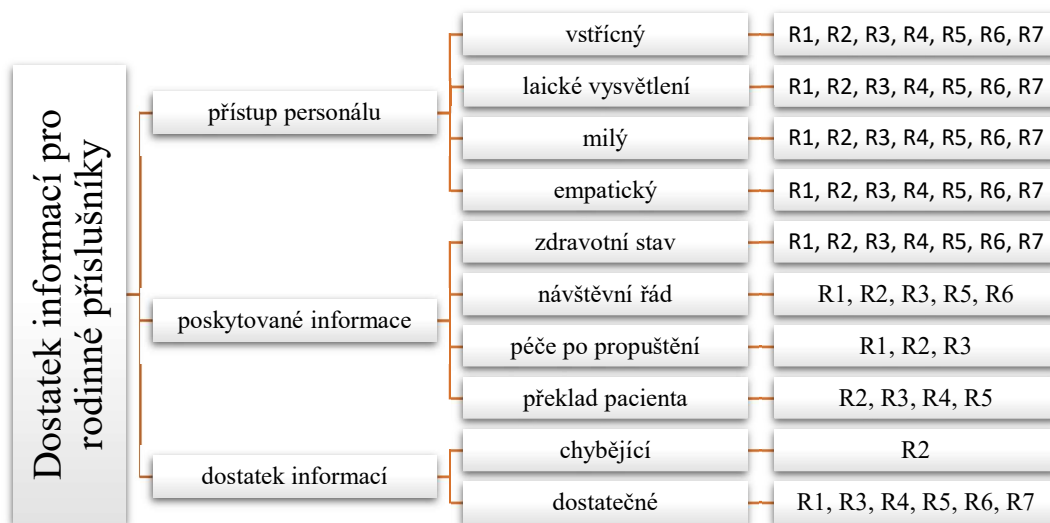 Dostatek informací pro
rodinné příslušníky
přístup personálu
vstřícný
R1, R2, R3, R4, R5, R6, R7
laické vysvětlení
R1, R2, R3, R4, R5, R6, R7
milý
R1, R2, R3, R4, R5, R6, R7
empatický
R1, R2, R3, R4, R5, R6, R7
poskytované informace
zdravotní stav
R1, R2, R3, R4, R5, R6, R7
návštěvní řád
R1, R2, R3, R5, R6
péče po propuštění
R1, R2, R3
překlad pacienta
R2, R3, R4, R5
dostatek informací
chybějící
R2
dostatečné
R1, R3, R4, R5, R6, R7